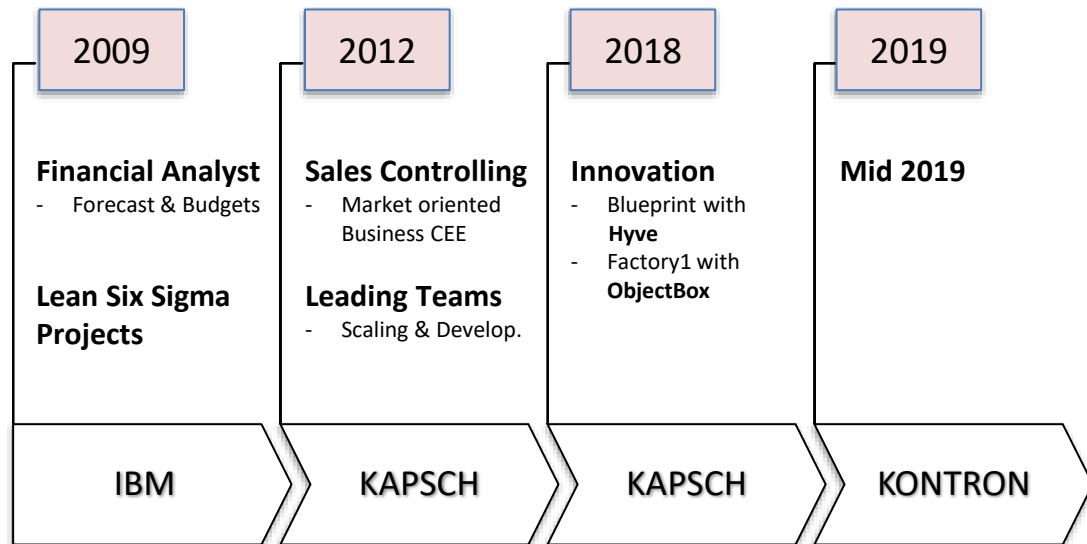 2009
Financial Analyst
- Forecast & Budgets
Lean Six Sigma
Projects
IBM
2012
Sales Controlling
- Market oriented
Business CEE
Leading Teams
- Scaling & Develop.
KAPSCH
2018
Innovation
- Blueprint with
Hyve
- Factory1 with
ObjectBox
KAPSCH
2019
Mid 2019
KONTRON